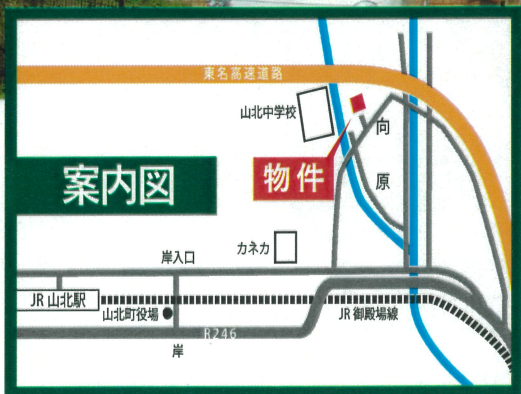 東名高速道路
山北中学校
向原
案内図
物件
カネカ
岸入口
JR 山北駅
山北町役場
JR 御殿場線
R246
岸